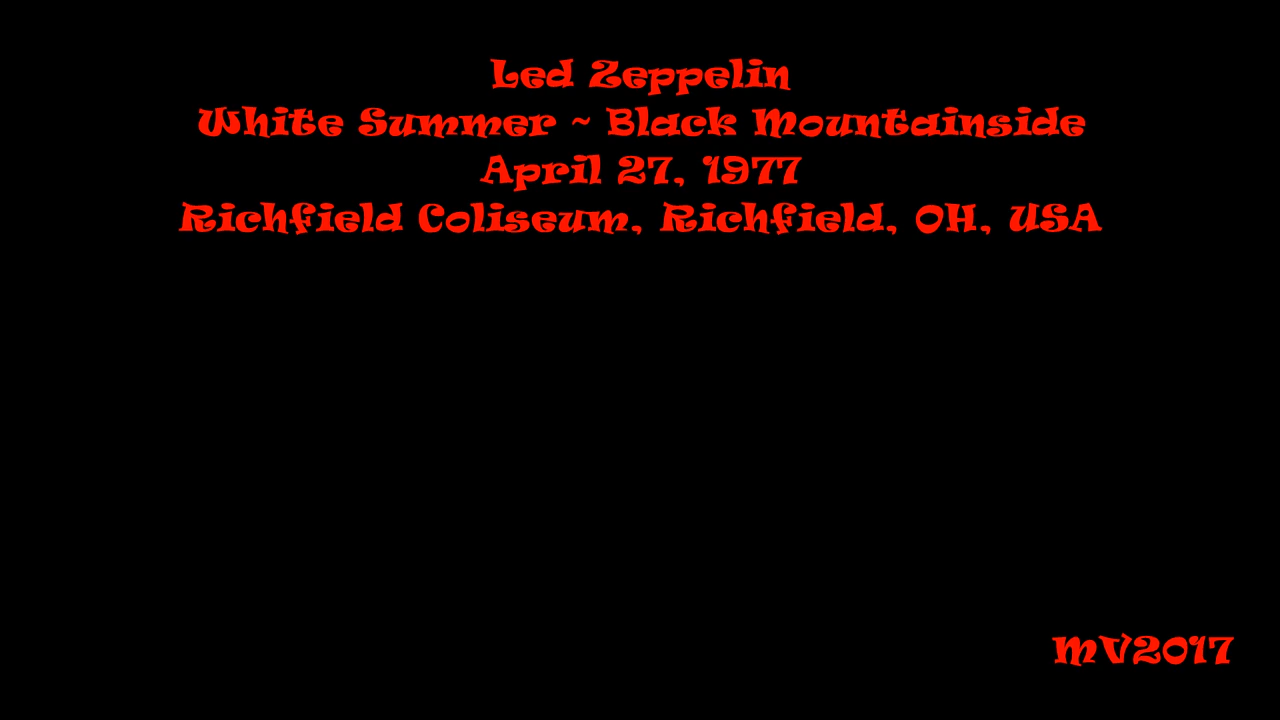 Led Zeppelin
White Summer ~ Black Mountainside
April 27, 1977
Richfield Coliseum, Richfield, OH, USA
MV2017